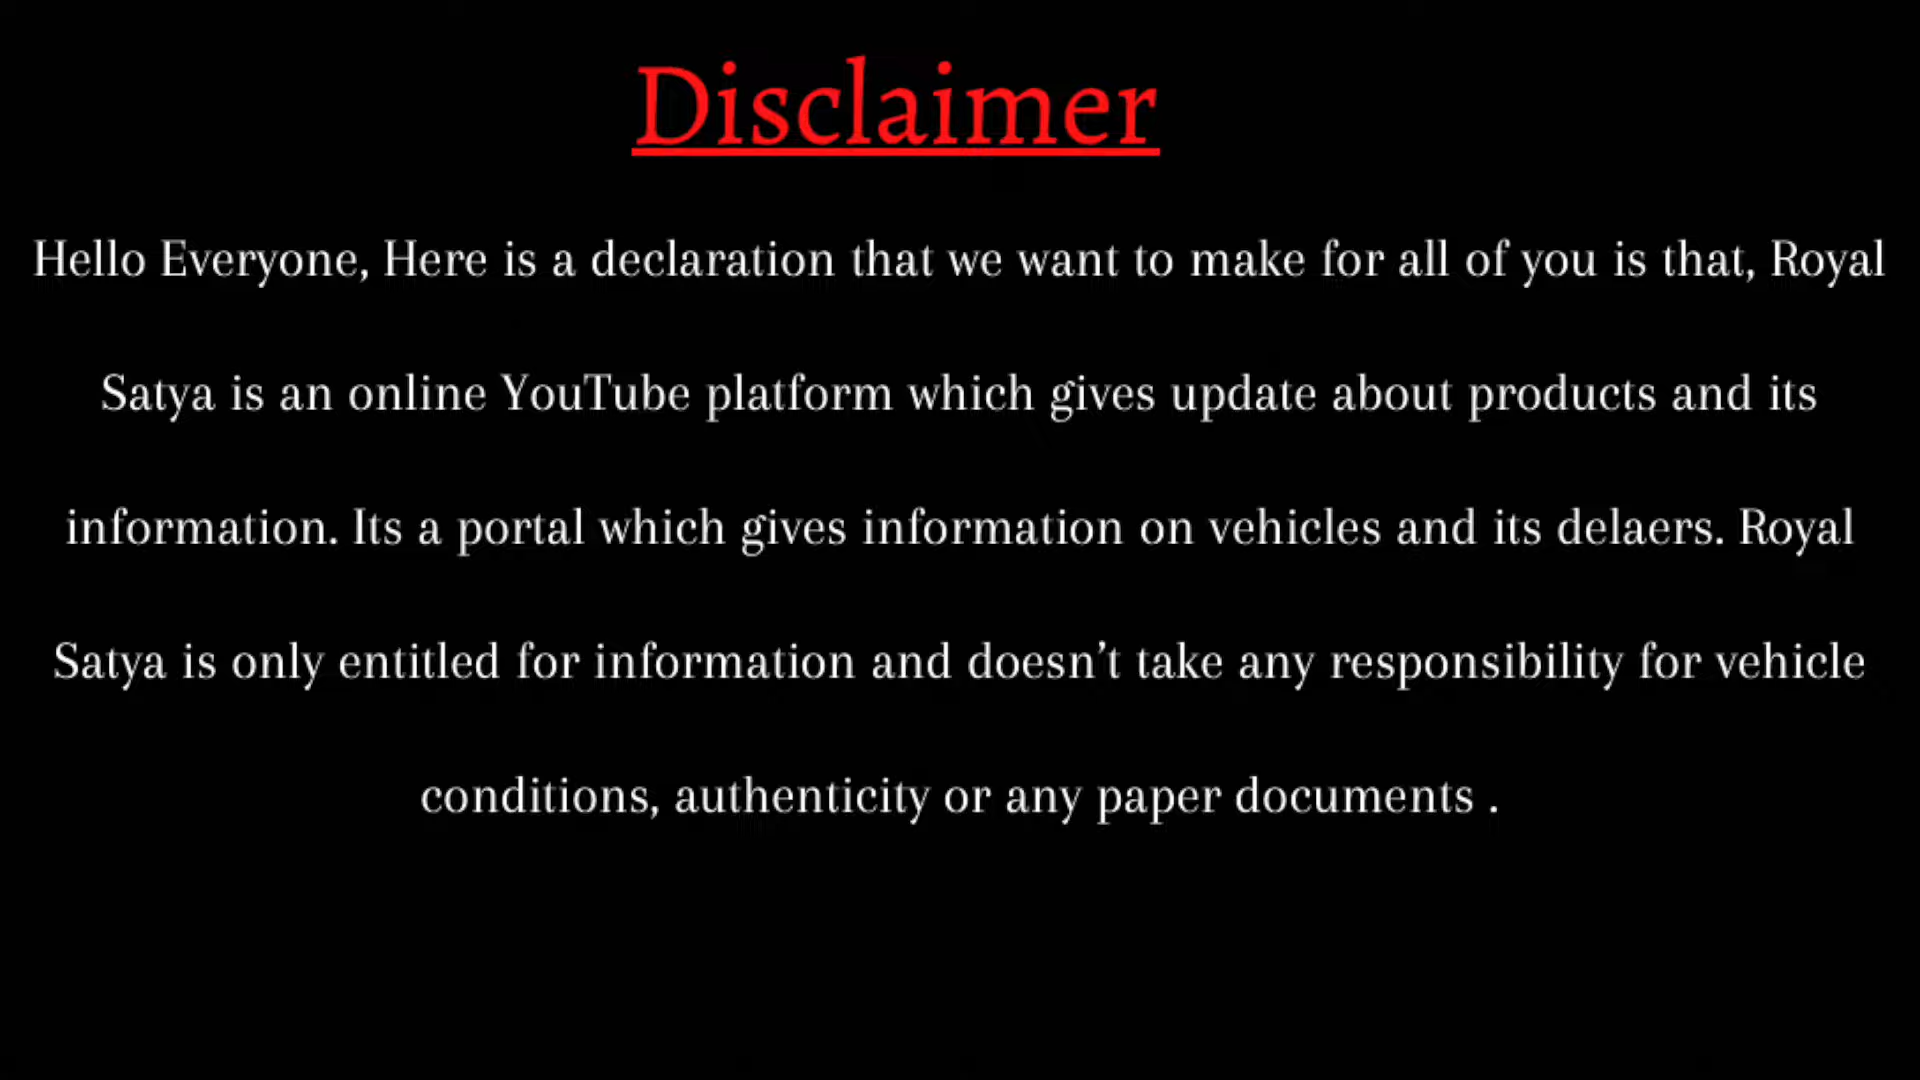 Disclaimer
Hello Everyone, Here is a declaration that we want to make for all of you is that, Royal
Satya is an online YouTube platform which gives update about products and its
information. Its a portal which gives information on vehicles and its delaers. Royal
Satya is only entitled for information and doesn’t take any responsibility for vehicle
conditions, authenticity or any paper documents .